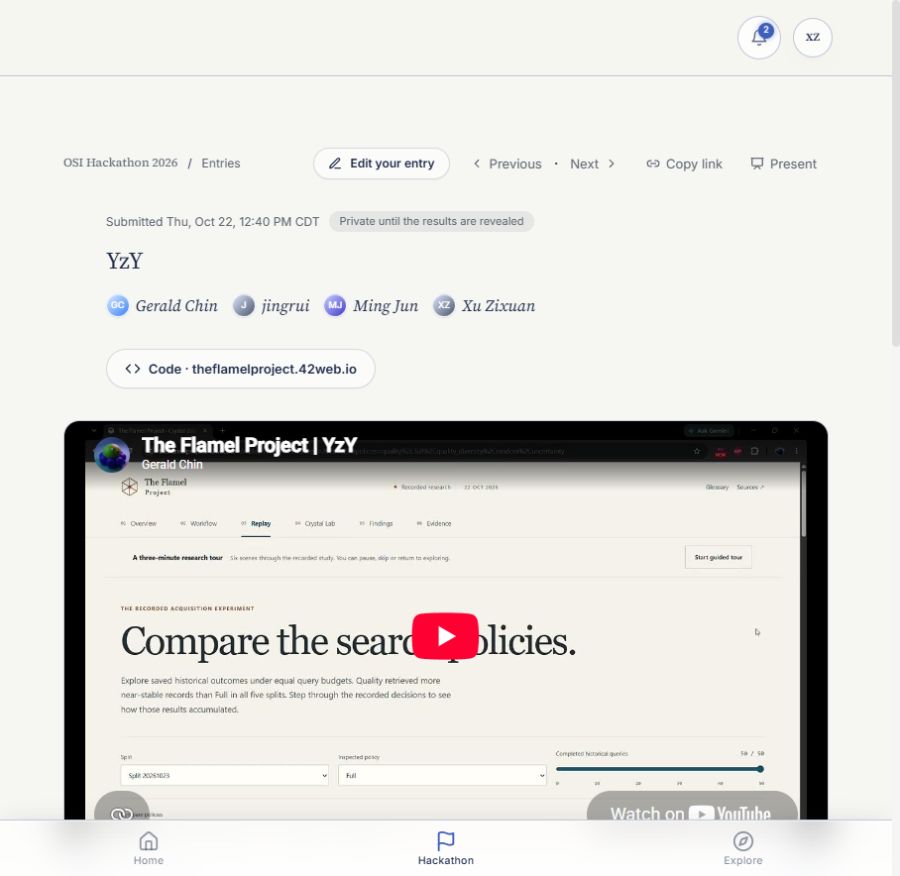 2
XZ
OSI Hackathon 2026 / Entries
Edit your entry
Previous · Next
Copy link
Present
Submitted Thu, Oct 22, 12:40 PM CDT
Private until the results are revealed
YzY
GC Gerald Chin J jingrui MJ Ming Jun XZ Xu Zixuan
Code · theflamelproject.42web.io
The Flamel Project | YzY
Gerald Chin
The Flamel Project
Recorded research 22 OCT 2026
Glossary Sources
Overview Workflow Replay Crystal Lab Findings Evidence
A three-minute research tour Six scenes through the recorded study. You can pause, skip or return to exploring.
Start guided tour
THE RECORDED ACQUISITION EXPERIMENT
Compare the search policies.
Explore saved historical outcomes under equal query budgets. Quality retrieved more
near-stable records than Full in all five splits. Step through the recorded decisions to see
how those results accumulated.
Split
Split 20261023
Inspected policy
Full
Completed historical queries 50 / 50
0 10 20 30 40 50
Watch on YouTube
Home
Hackathon
Explore